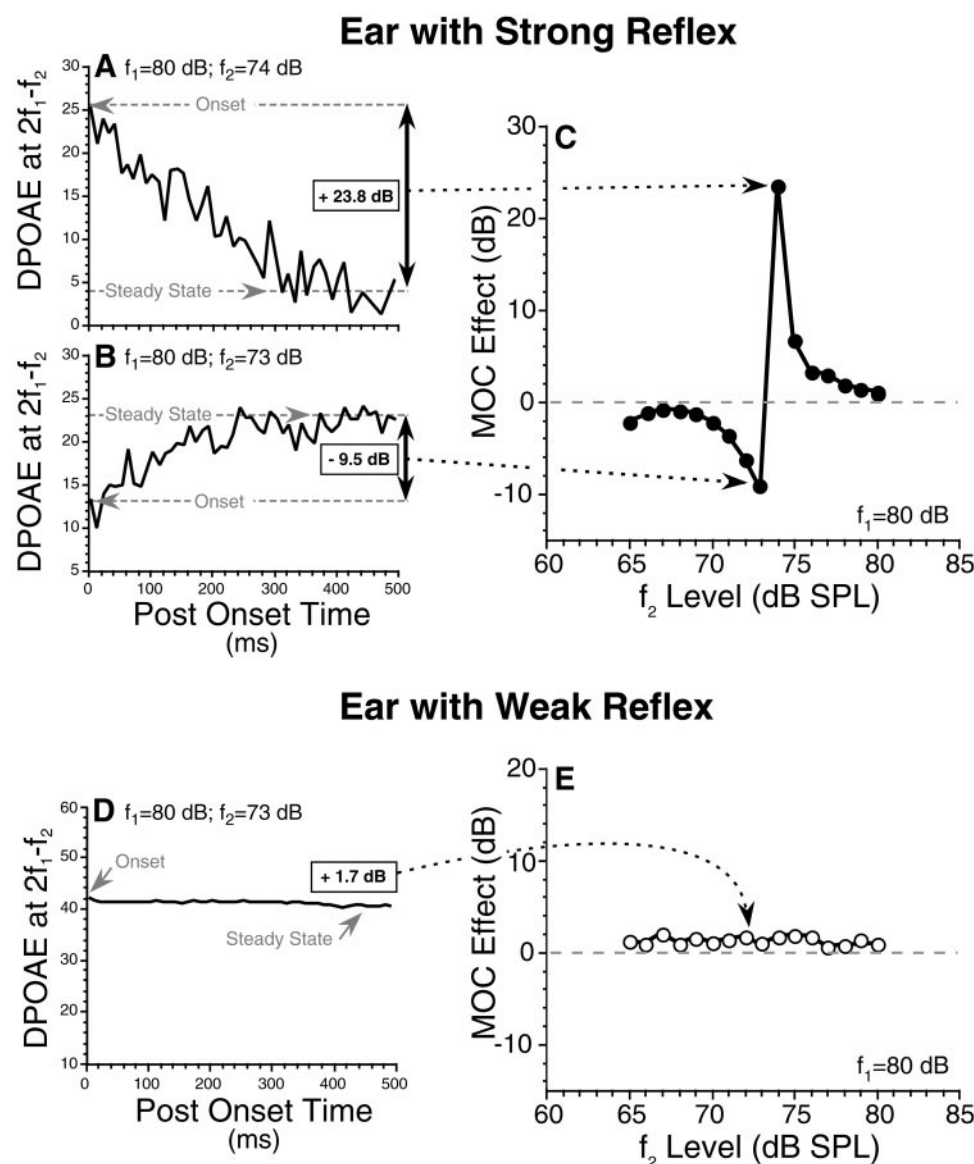 Ear with Strong Reflex
A f₁=80 dB; f₂=74 dB
DPOAE at 2f₁-f₂
30
25
20
15
10
5
0
Onset
+ 23.8 dB
Steady State
0 100 200 300 400 500
B f₁=80 dB; f₂=73 dB
DPOAE at 2f₁-f₂
30
25
20
15
10
5
Steady State
- 9.5 dB
Onset
0 100 200 300 400 500
Post Onset Time
(ms)
C
MOC Effect (dB)
30
20
10
0
-10
f₁=80 dB
60 65 70 75 80 85
f₂ Level (dB SPL)
Ear with Weak Reflex
D f₁=80 dB; f₂=73 dB
DPOAE at 2f₁-f₂
60
50
40
30
20
10
Onset
+ 1.7 dB
Steady State
0 100 200 300 400 500
Post Onset Time
(ms)
E
MOC Effect (dB)
20
10
0
-10
f₁=80 dB
60 65 70 75 80 85
f₂ Level (dB SPL)